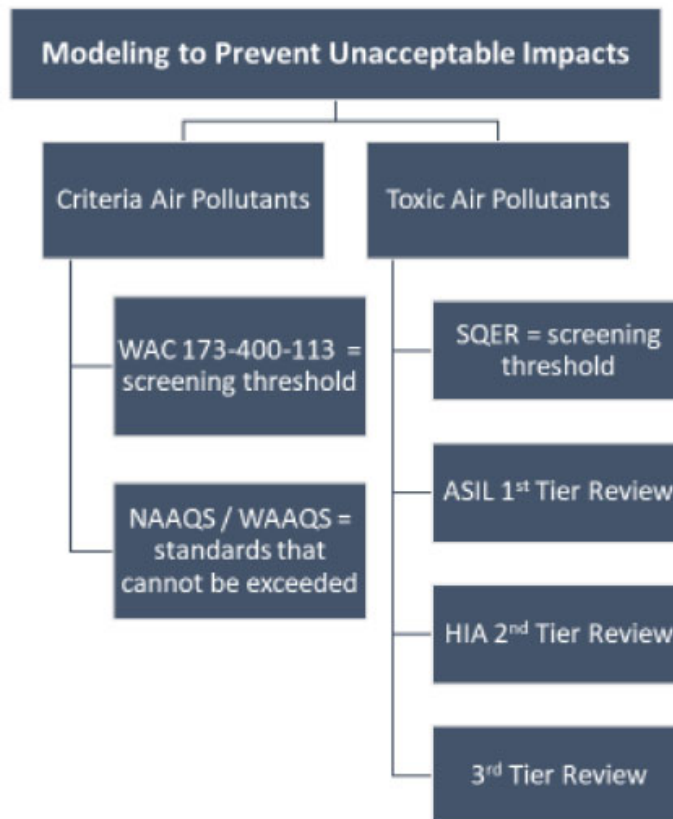 Modeling to Prevent Unacceptable Impacts
Criteria Air Pollutants
WAC 173-400-113 =
screening threshold
NAAQS / WAAQS =
standards that
cannot be exceeded
Toxic Air Pollutants
SQER = screening
threshold
ASIL 1st Tier Review
HIA 2nd Tier Review
3rd Tier Review